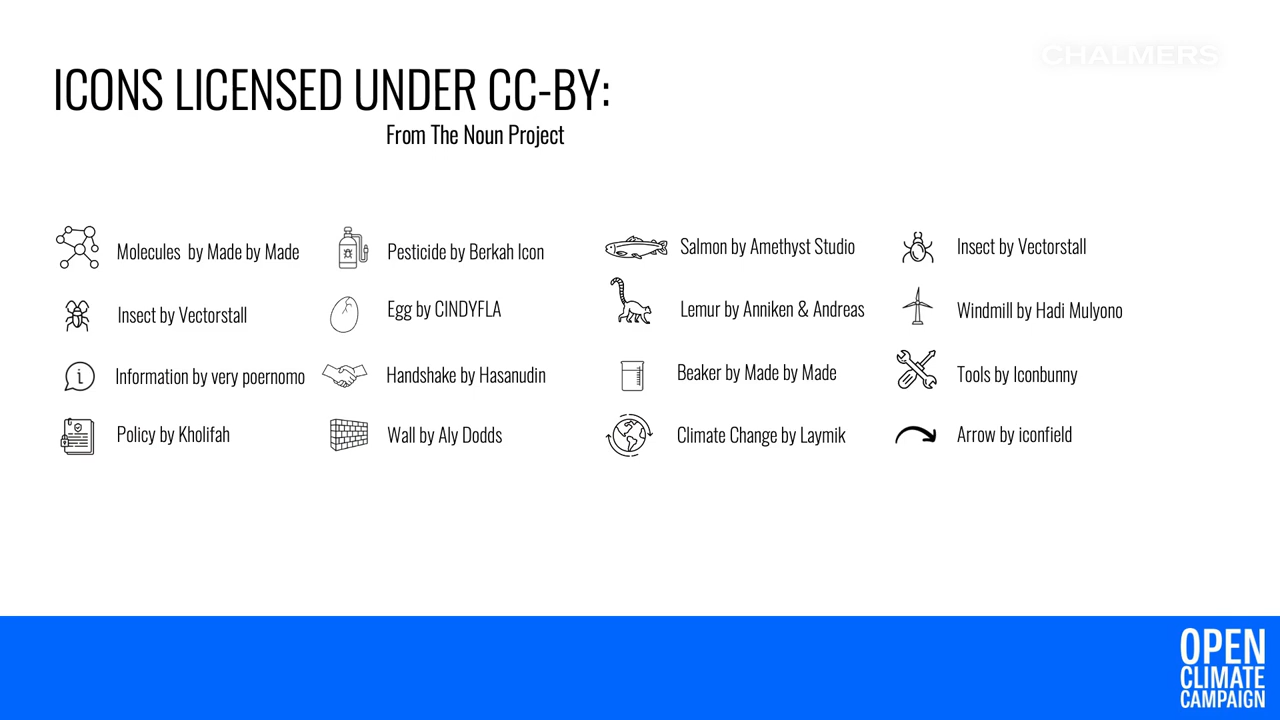 CHALMERS
ICONS LICENSED UNDER CC-BY:
From The Noun Project
Molecules by Made by Made
Pesticide by Berkah Icon
Salmon by Amethyst Studio
Insect by Vectorstall
Insect by Vectorstall
Egg by CINDYFLA
Lemur by Anniken & Andreas
Windmill by Hadi Mulyono
Information by very poernomo
Handshake by Hasanudin
Beaker by Made by Made
Tools by Iconbunny
Policy by Kholifah
Wall by Aly Dodds
Climate Change by Laymik
Arrow by iconfield
OPEN
CLIMATE
CAMPAIGN